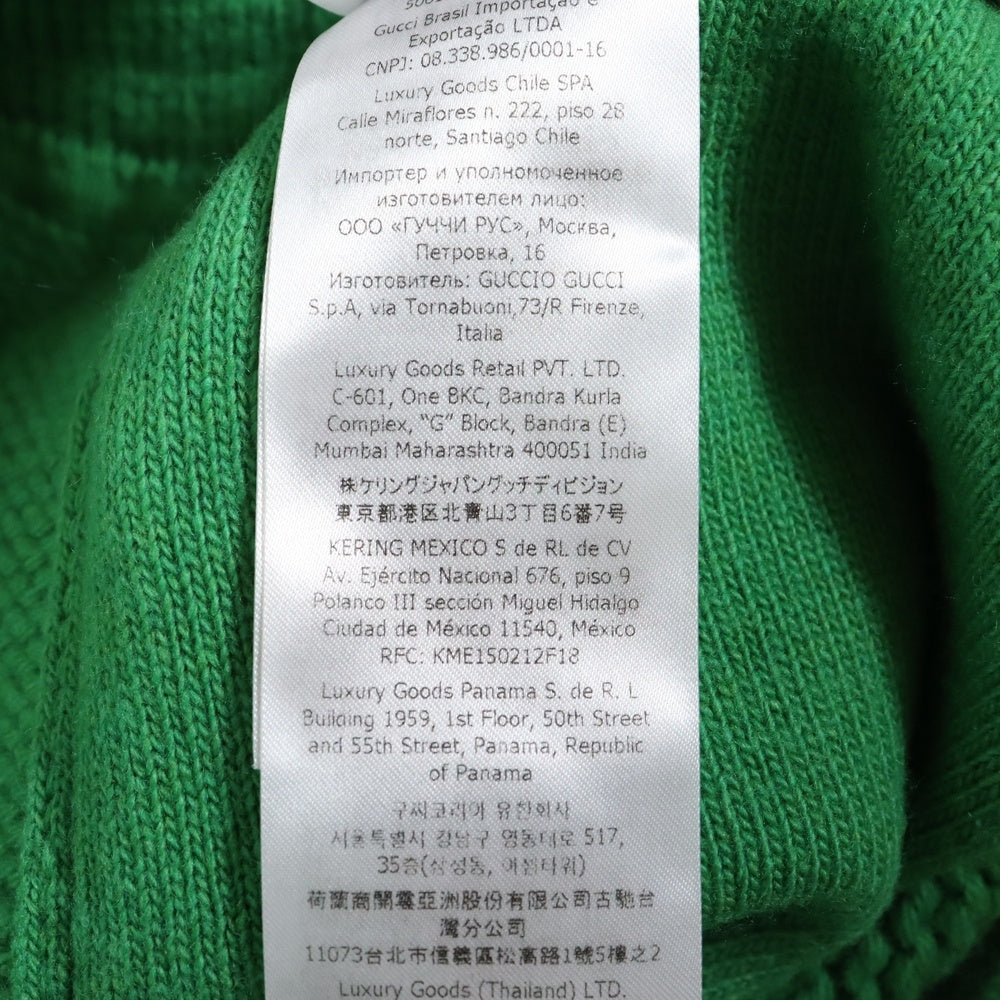 Gucci Brasil Importação e
Exportação LTDA
CNPJ: 08.338.986/0001-16
Luxury Goods Chile SPA
Calle Miraflores n. 222, piso 28
norte, Santiago Chile
Импортер и уполномоченное
изготовителем лицо:
ООО «ГУЧЧИ РУС», Москва,
Петровка, 16
Изготовитель: GUCCIO GUCCI
S.p.A, via Tornabuoni,73/R Firenze,
Italia
Luxury Goods Retail PVT. LTD.
C-601, One BKC, Bandra Kurla
Complex, “G” Block, Bandra (E)
Mumbai Maharashtra 400051 India
株ケリングジャパングッチディビジョン
東京都港区北青山3丁目6番7号
KERING MEXICO S de RL de CV
Av. Ejército Nacional 676, piso 9
Polanco III sección Miguel Hidalgo
Ciudad de México 11540, México
RFC: KME150212F18
Luxury Goods Panama S. de R. L
Building 1959, 1st Floor, 50th Street
and 55th Street, Panama, Republic
of Panama
구찌코리아 유한회사
서울특별시 강남구 영동대로 517,
35층(삼성동, 아셈타워)
荷蘭商開雲亞洲股份有限公司古馳台
灣分公司
11073台北市信義區松高路1號5樓之2
Luxury Goods (Thailand) LTD.